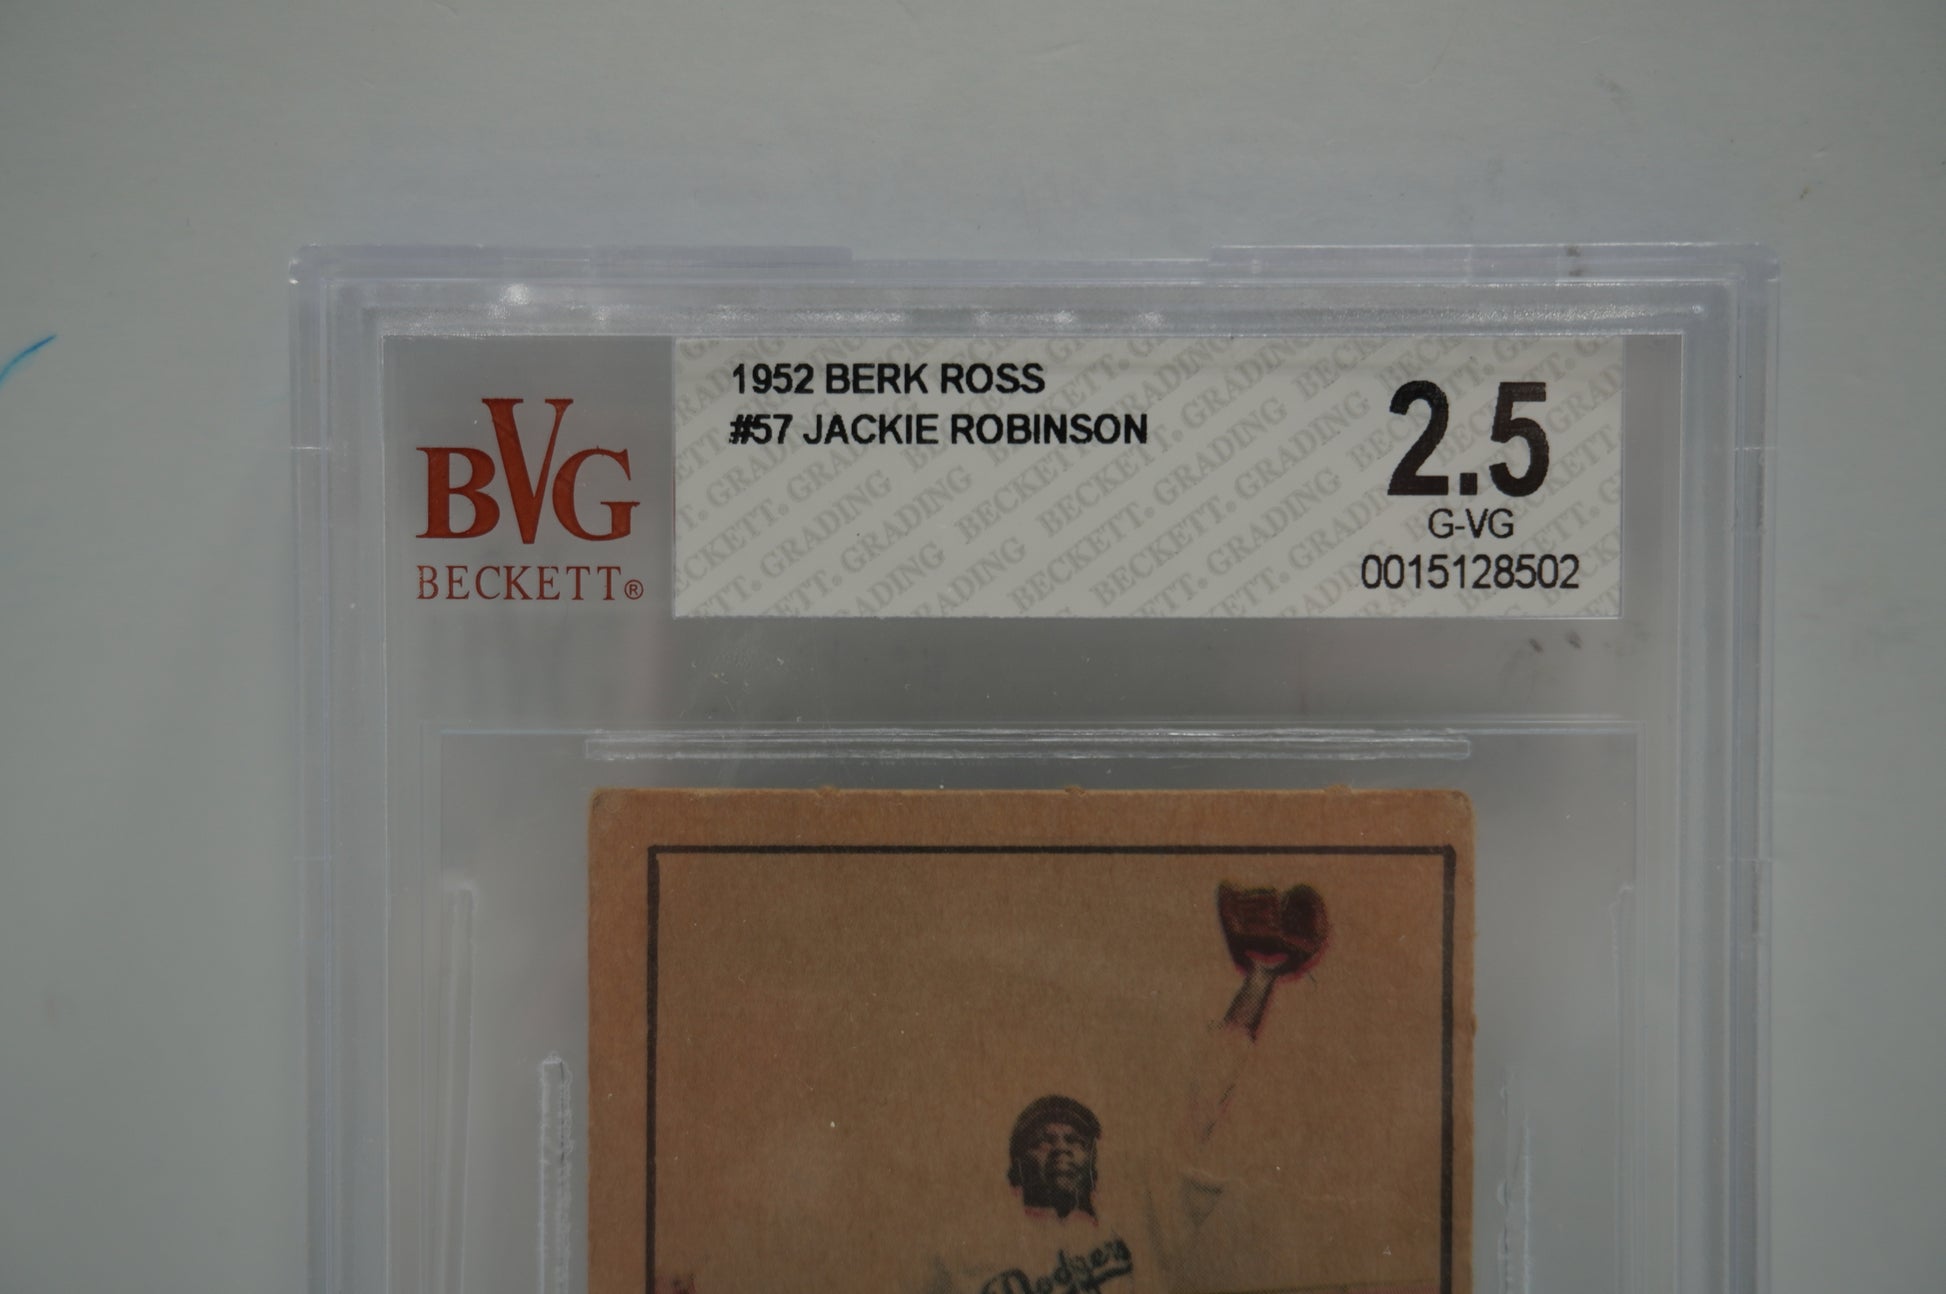 BVG
BECKETT®
1952 BERK ROSS
#57 JACKIE ROBINSON
2.5
G-VG
0015128502
Dodgers